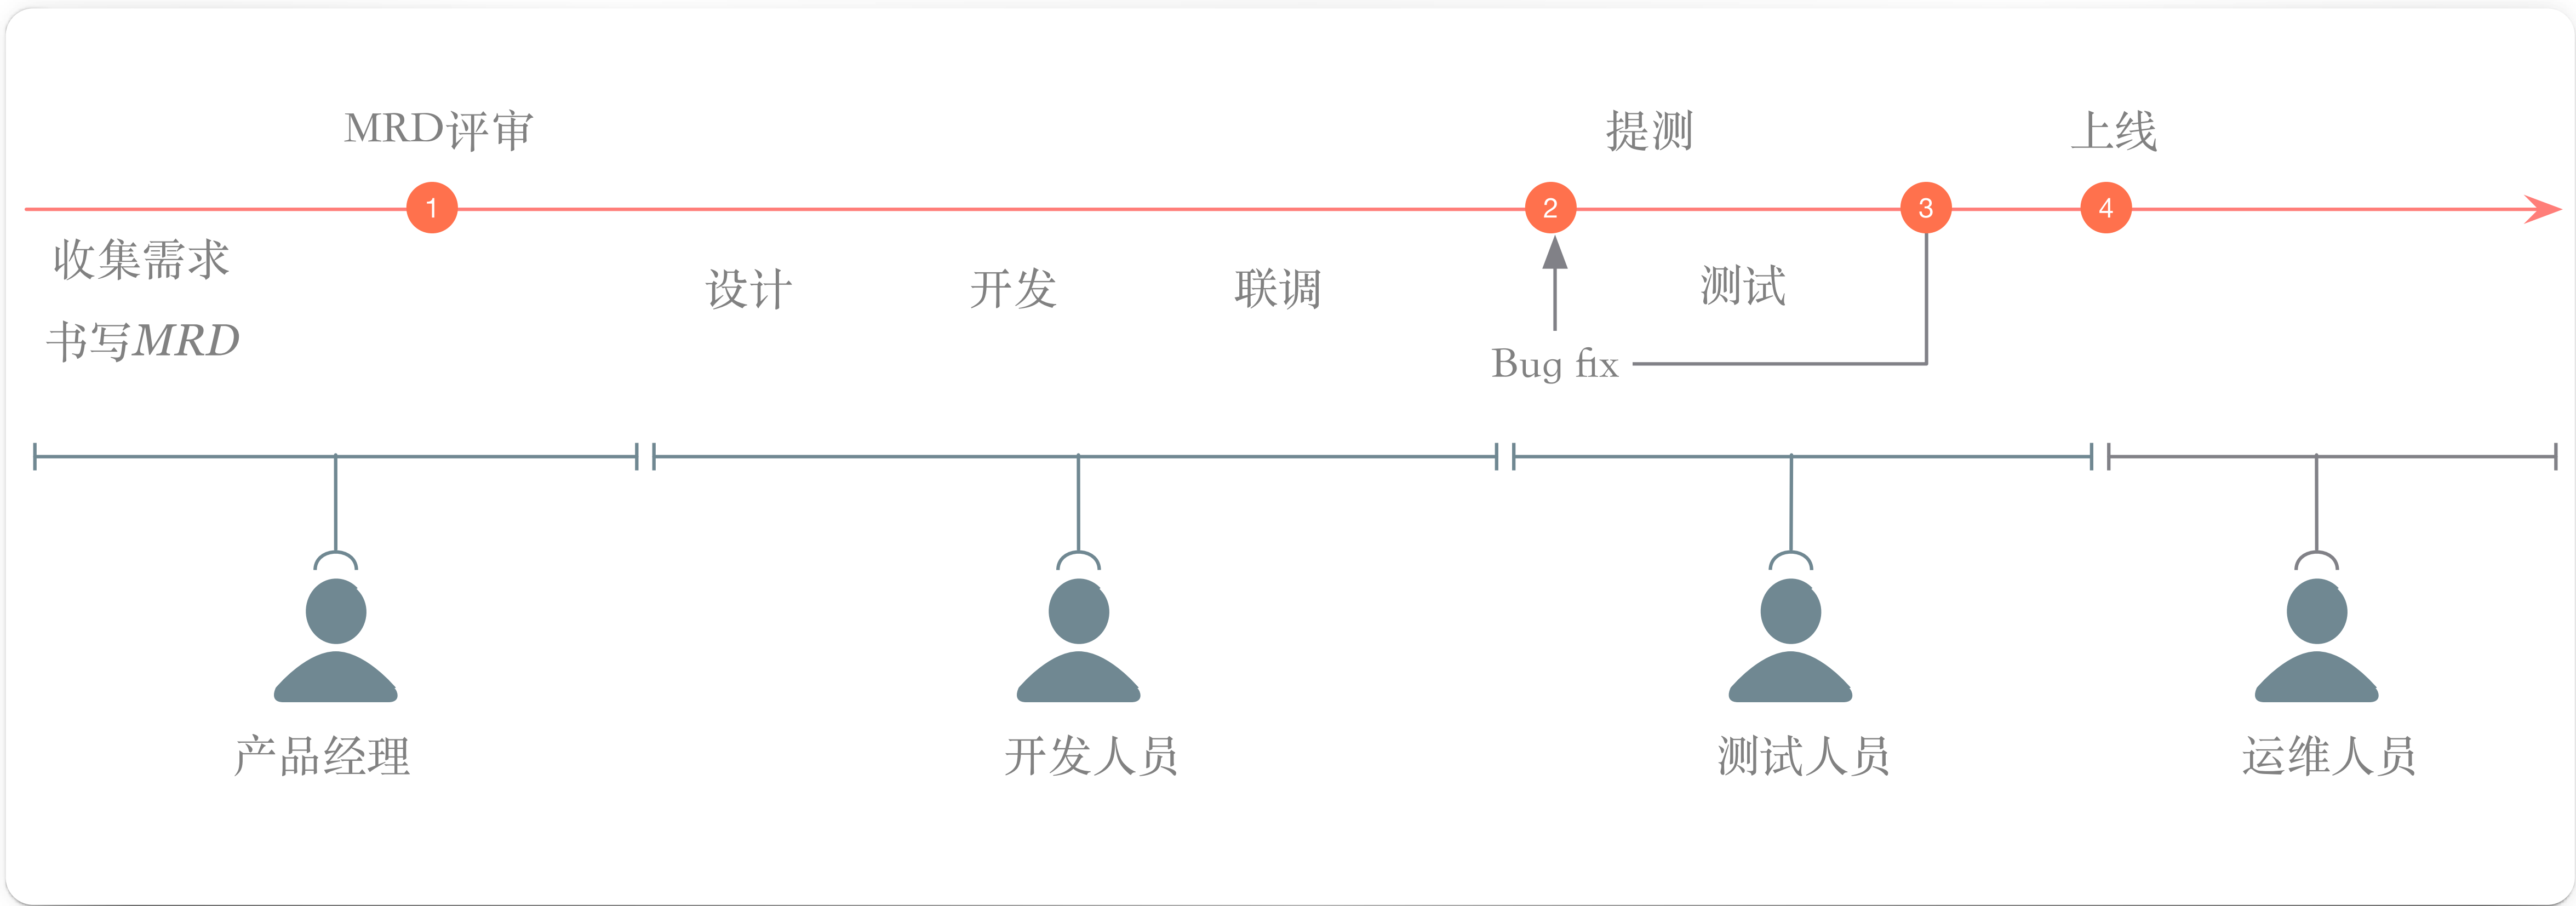 MRD评审
提测
上线
1
2
3
4
收集需求
书写MRD
设计
开发
联调
测试
Bug fix
产品经理
开发人员
测试人员
运维人员